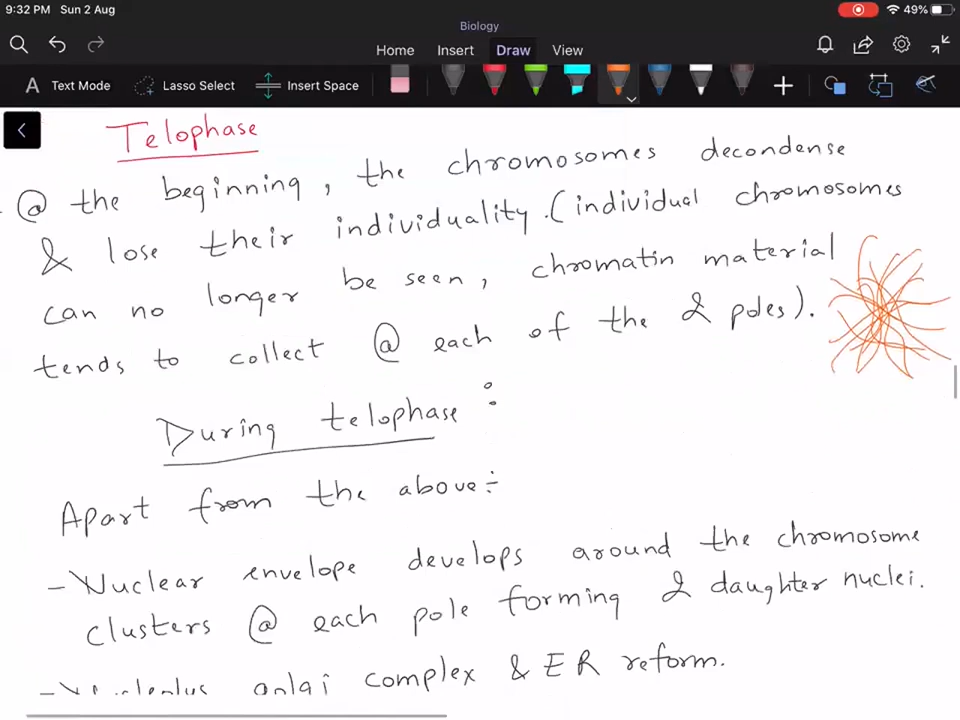 9:32 PM Sun 2 Aug 49%
Biology
Home Insert Draw View
Text Mode Lasso Select Insert Space
Telophase
@ the beginning, the chromosomes decondense
& lose their individuality. (individual chromosomes
can no longer be seen, chromatin material
tends to collect @ each of the 2 poles).
During telophase :
Apart from the above ÷
- Nuclear envelope develops around the chromosome
clusters @ each pole forming 2 daughter nuclei.
- golgi complex & ER reform.